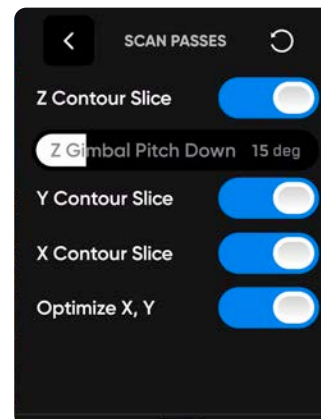 SCAN PASSES
Z Contour Slice
Z Gimbal Pitch Down 15 deg
Y Contour Slice
X Contour Slice
Optimize X, Y